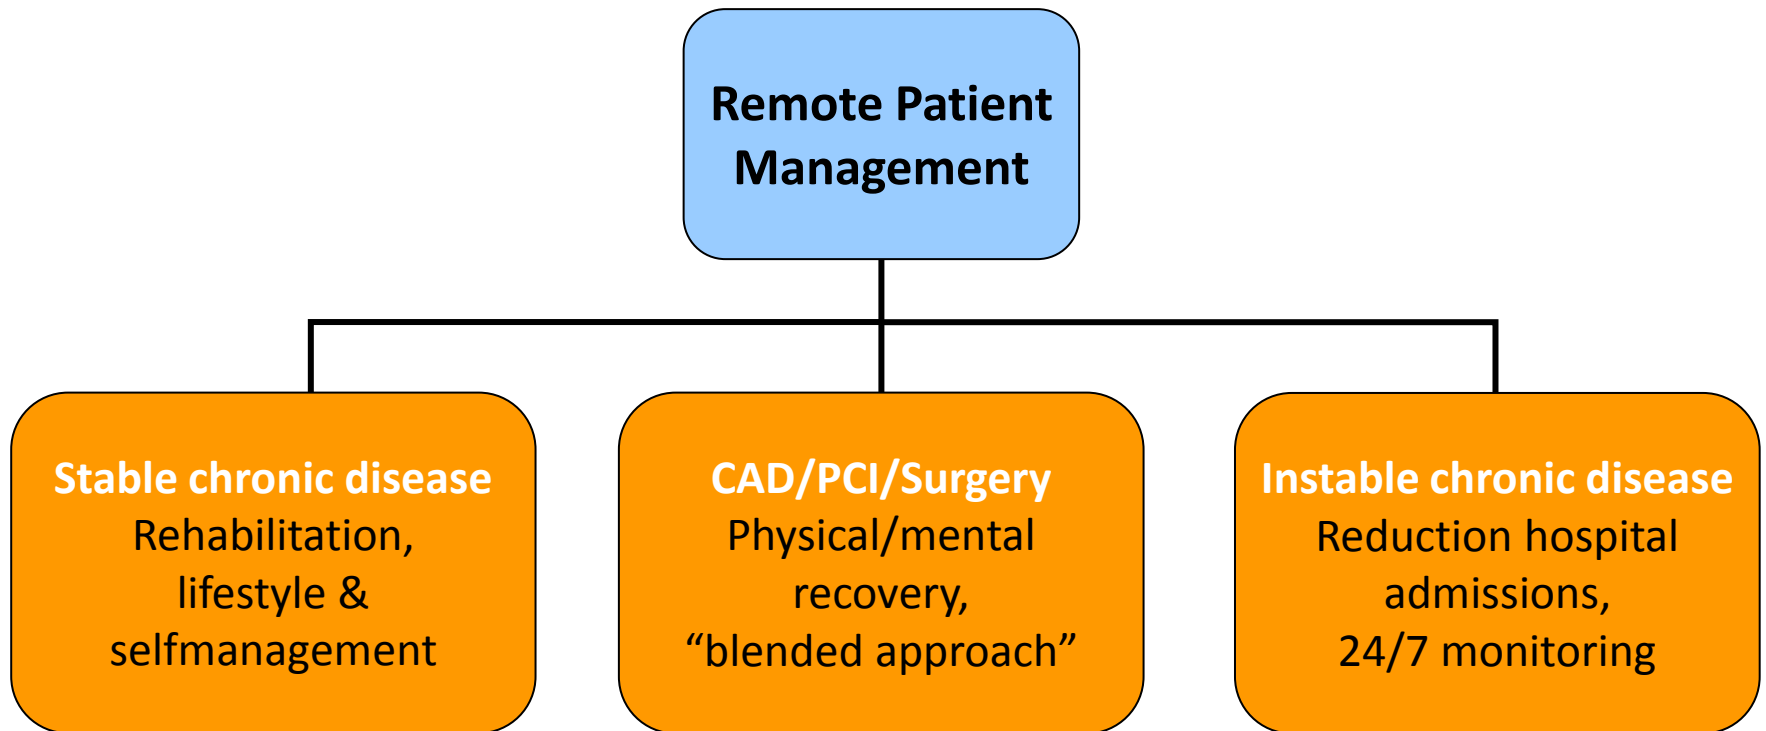 Remote Patient
Management
Stable chronic disease
Rehabilitation,
lifestyle &
selfmanagement
CAD/PCI/Surgery
Physical/mental
recovery,
“blended approach”
Instable chronic disease
Reduction hospital
admissions,
24/7 monitoring